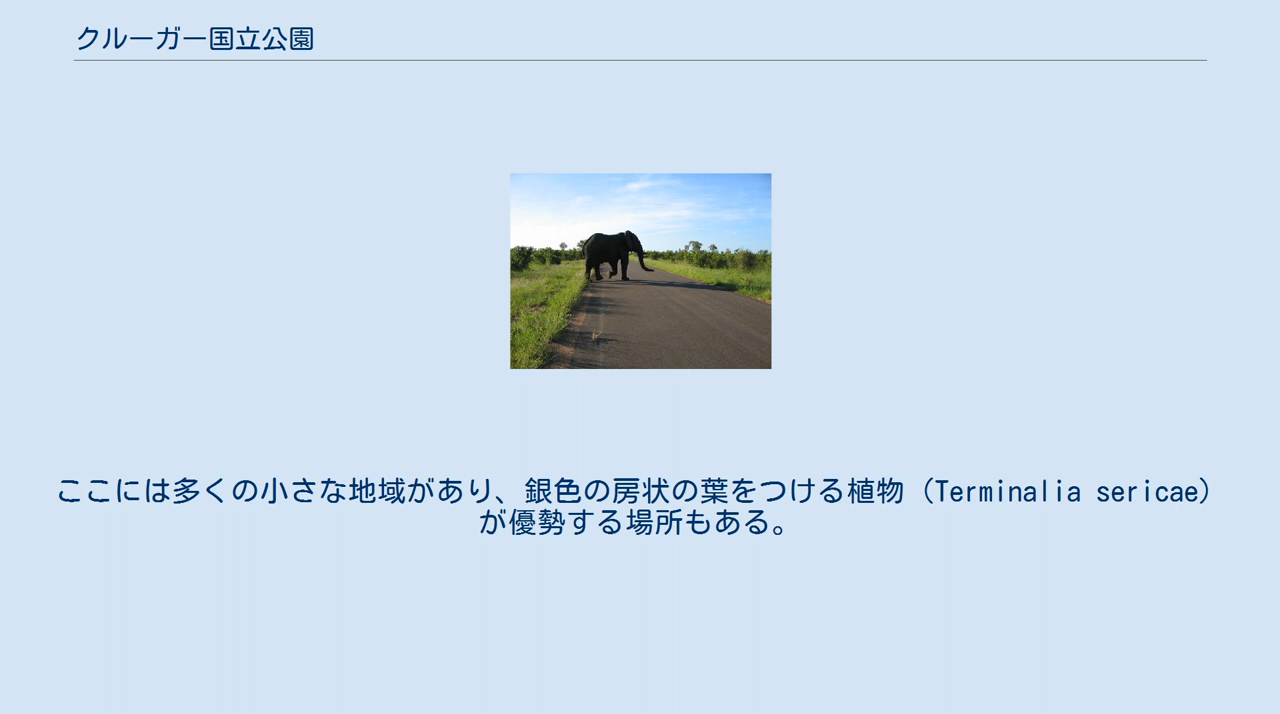 クルーガー国立公園
ここには多くの小さな地域があり、銀色の房状の葉をつける植物（Terminalia sericae）
が優勢する場所もある。